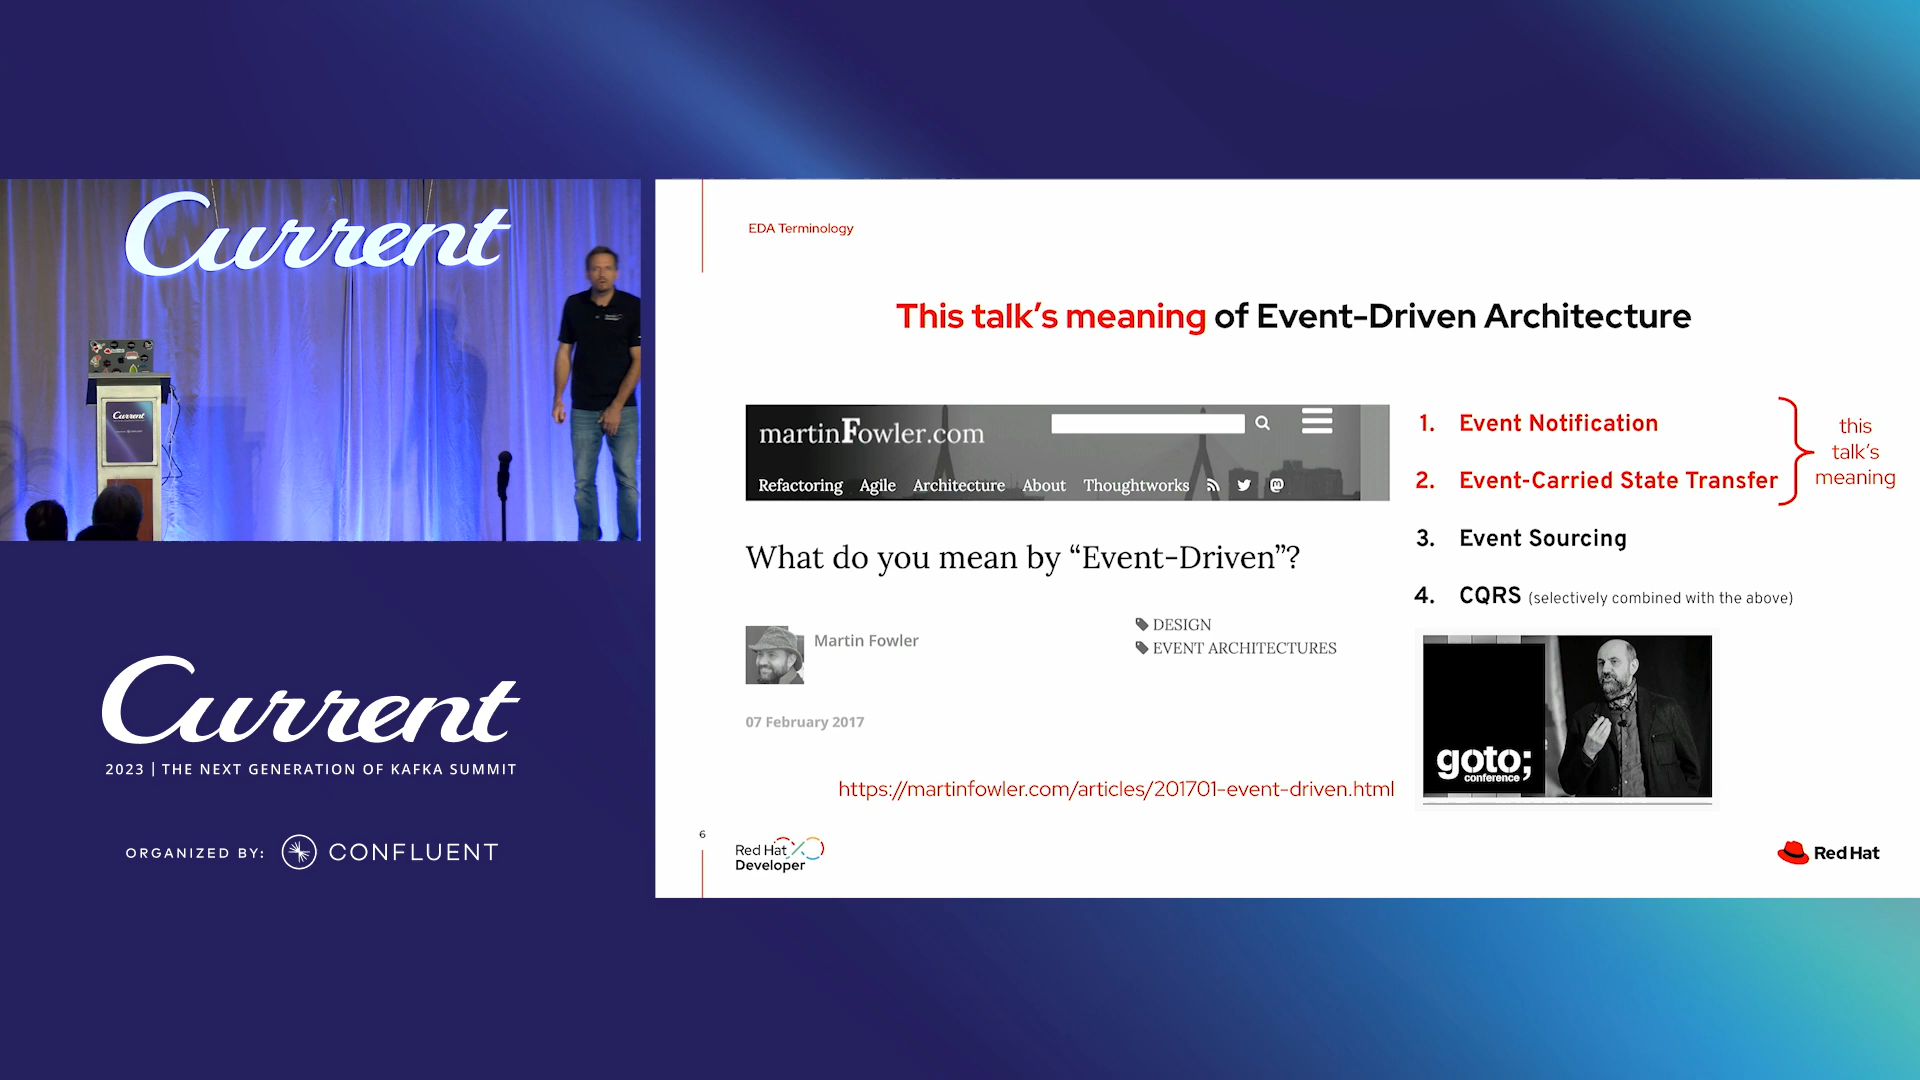 Current
Current
Current
2023 | THE NEXT GENERATION OF KAFKA SUMMIT
ORGANIZED BY: CONFLUENT
EDA Terminology
This talk's meaning of Event-Driven Architecture
martinFowler.com
Refactoring Agile Architecture About Thoughtworks
What do you mean by “Event-Driven”?
Martin Fowler
DESIGN
EVENT ARCHITECTURES
07 February 2017
https://martinfowler.com/articles/201701-event-driven.html
1. Event Notification
2. Event-Carried State Transfer
3. Event Sourcing
4. CQRS (selectively combined with the above)
this
talk's
meaning
goto;
conference
6
Red Hat
Developer
Red Hat